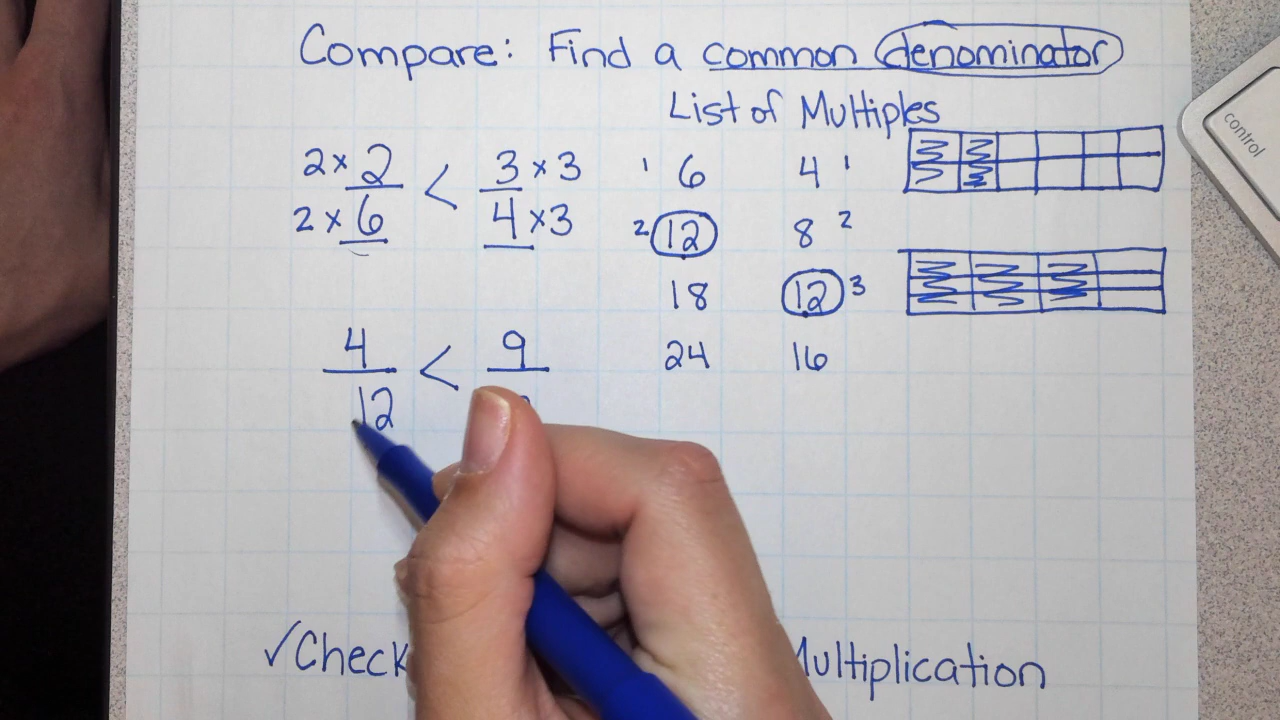 Compare: Find a common denominator
List of Multiples
2 × 2 < 3 × 3 1 6 4 1
2 × 6 4 × 3 2 12 8 2
18 12 3
4 < 9 24 16
12
✓Check Multiplication
control